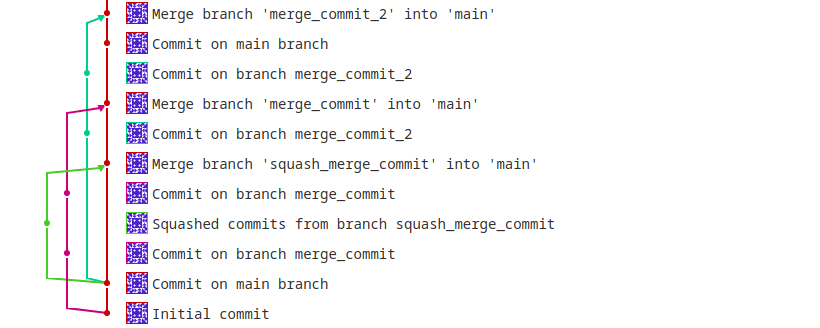 Merge branch 'merge_commit_2' into 'main'
Commit on main branch
Commit on branch merge_commit_2
Merge branch 'merge_commit' into 'main'
Commit on branch merge_commit_2
Merge branch 'squash_merge_commit' into 'main'
Commit on branch merge_commit
Squashed commits from branch squash_merge_commit
Commit on branch merge_commit
Commit on main branch
Initial commit